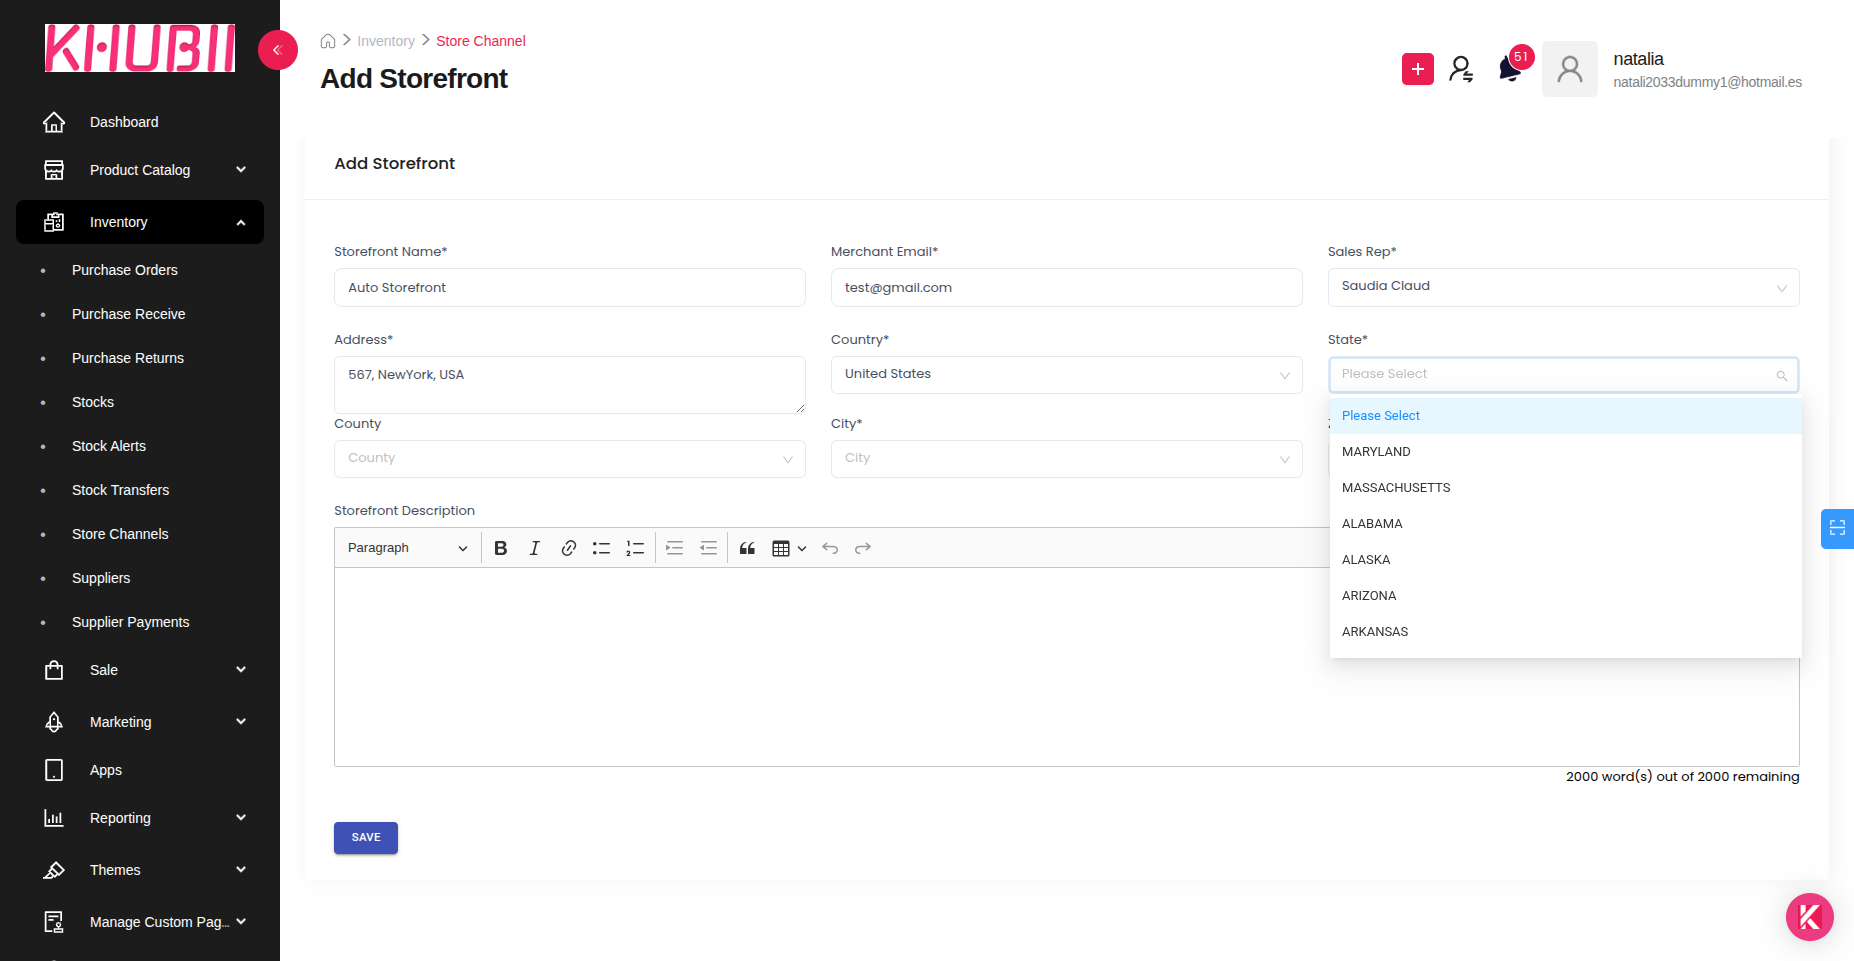 KHUBII
Dashboard
Product Catalog
Inventory
Purchase Orders
Purchase Receive
Purchase Returns
Stocks
Stock Alerts
Stock Transfers
Store Channels
Suppliers
Supplier Payments
Sale
Marketing
Apps
Reporting
Themes
Manage Custom Pag...
Inventory
Store Channel
Add Storefront
51
natalia
natali2033dummy1@hotmail.es
Add Storefront
Storefront Name*
Merchant Email*
Sales Rep*
Auto Storefront
test@gmail.com
Saudia Claud
Address*
Country*
State*
567, NewYork, USA
United States
Please Select
County
City*
County
City
Please Select
MARYLAND
MASSACHUSETTS
ALABAMA
ALASKA
ARIZONA
ARKANSAS
Storefront Description
Paragraph
2000 word(s) out of 2000 remaining
SAVE